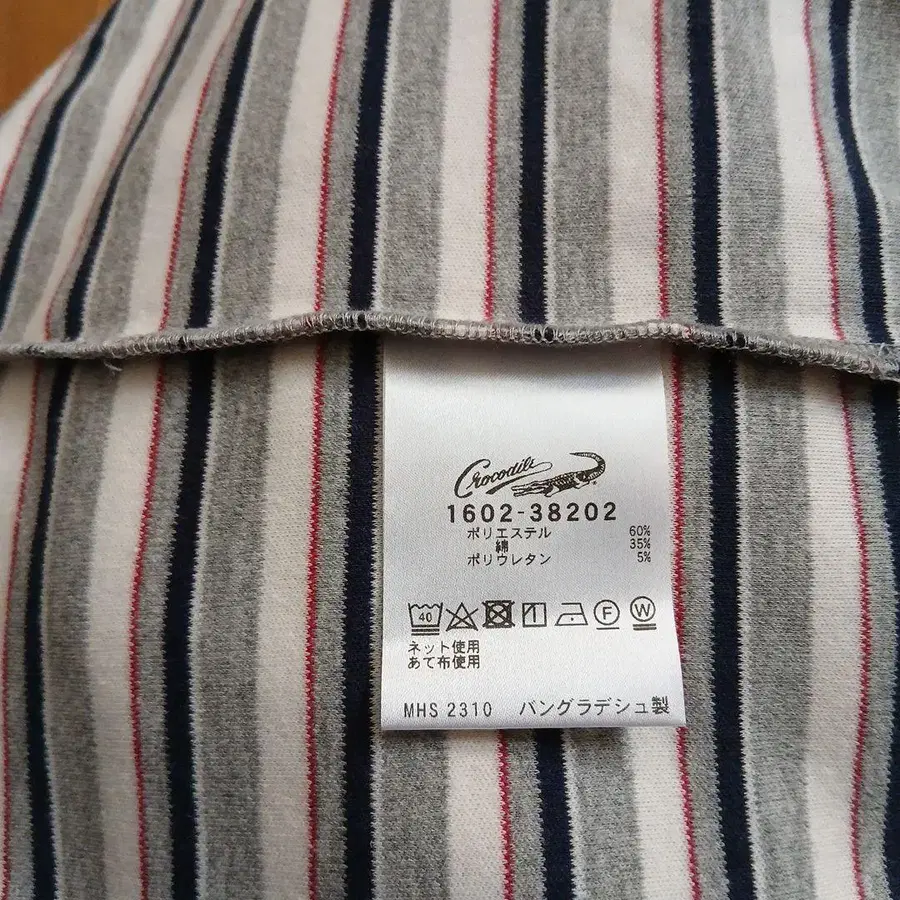 Crocodile
1602-38202
ポリエステル 60%
綿 35%
ポリウレタン 5%
40 F W
ネット使用
あて布使用
MHS 2310 バングラデシュ製